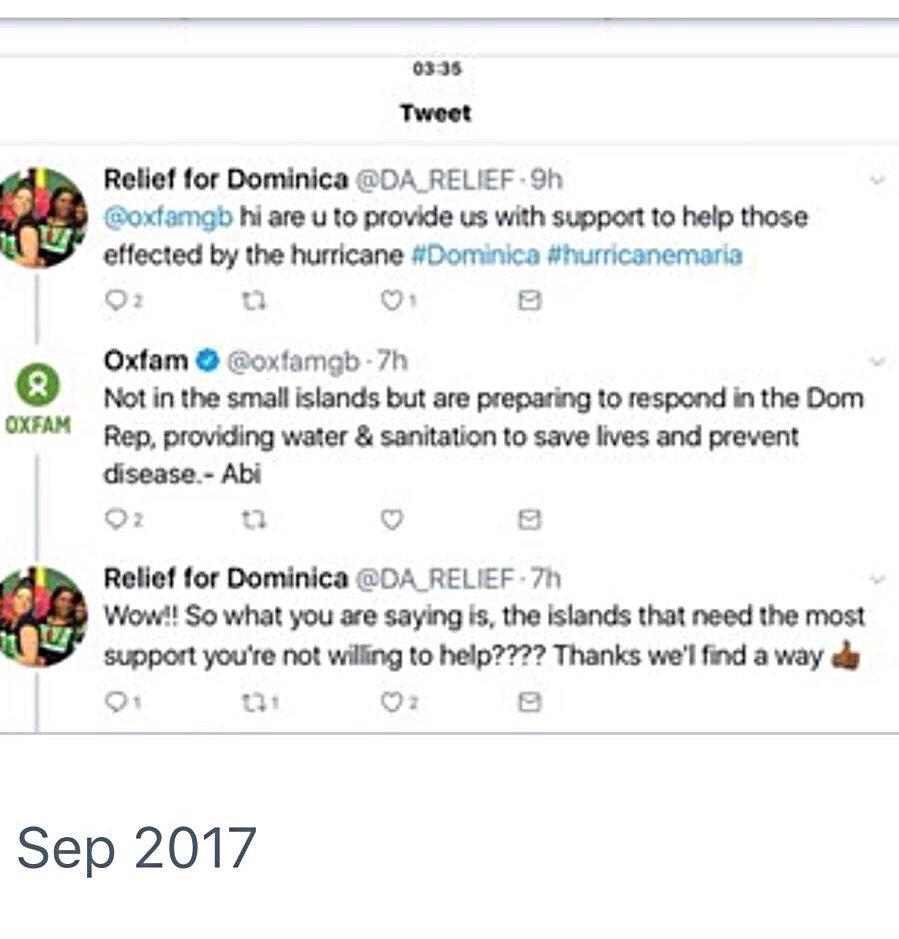 03:35
Tweet
Relief for Dominica @DA_RELIEF · 9h
@oxfamgb hi are u to provide us with support to help those
effected by the hurricane #Dominica #hurricanemaria
2 1
Oxfam @oxfamgb · 7h
Not in the small islands but are preparing to respond in the Dom
OXFAM
Rep, providing water & sanitation to save lives and prevent
disease.- Abi
2
Relief for Dominica @DA_RELIEF · 7h
Wow!! So what you are saying is, the islands that need the most
support you're not willing to help???? Thanks we'l find a way 👍🏾
1 1 2
Sep 2017